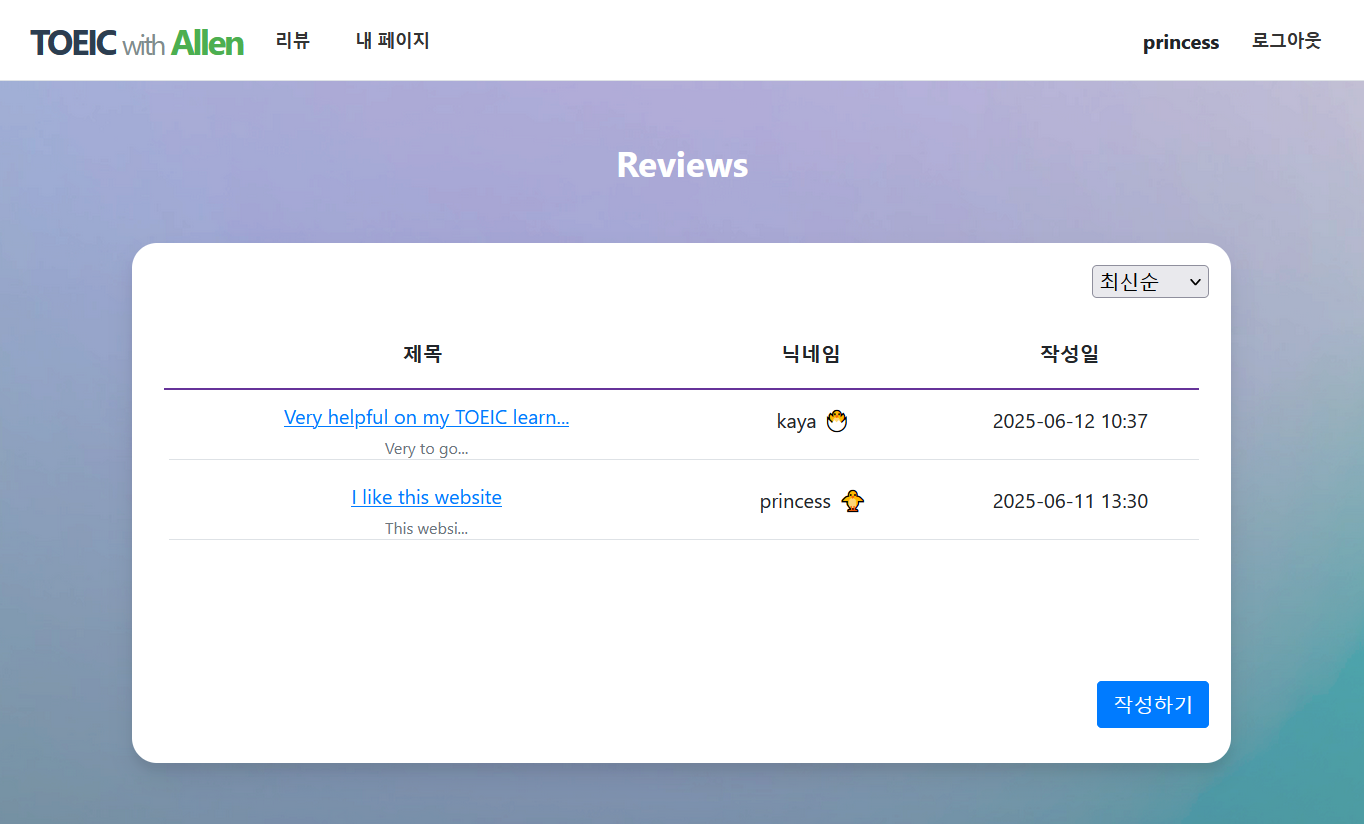 TOEIC with Allen 리뷰 내 페이지 princess 로그아웃
Reviews
최신순
제목 닉네임 작성일
Very helpful on my TOEIC learn... kaya 2025-06-12 10:37
Very to go...
I like this website princess 2025-06-11 13:30
This websi...
작성하기